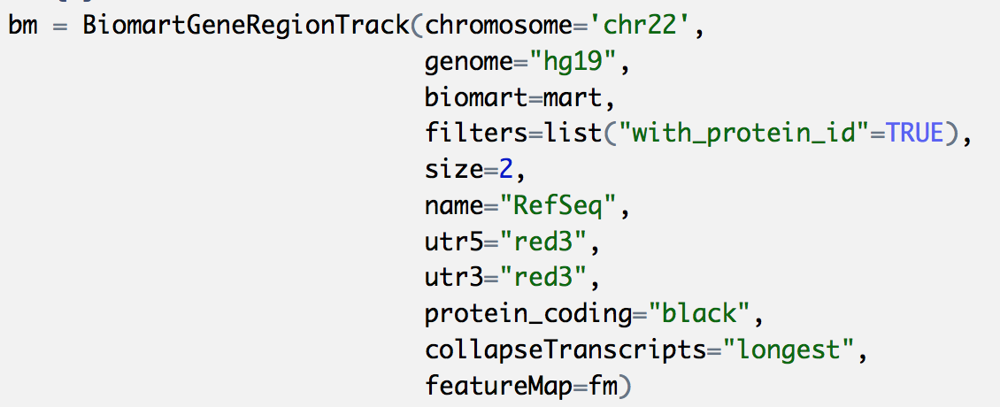 bm = BiomartGeneRegionTrack(chromosome='chr22',
genome="hg19",
biomart=mart,
filters=list("with_protein_id"=TRUE),
size=2,
name="RefSeq",
utr5="red3",
utr3="red3",
protein_coding="black",
collapseTranscripts="longest",
featureMap=fm)